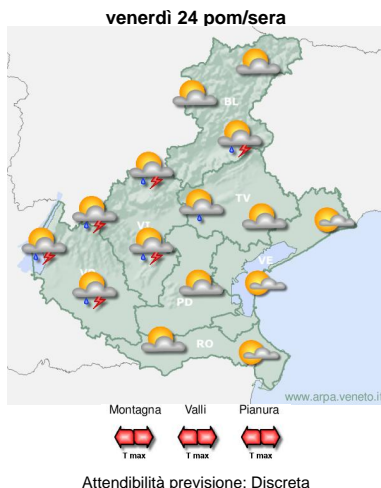 venerdì 24 pom/sera
BL
TV
VI
VE
VR
PD
RO
www.arpa.veneto.it
Montagna Valli Pianura
T max T max T max
Attendibilità previsione: Discreta